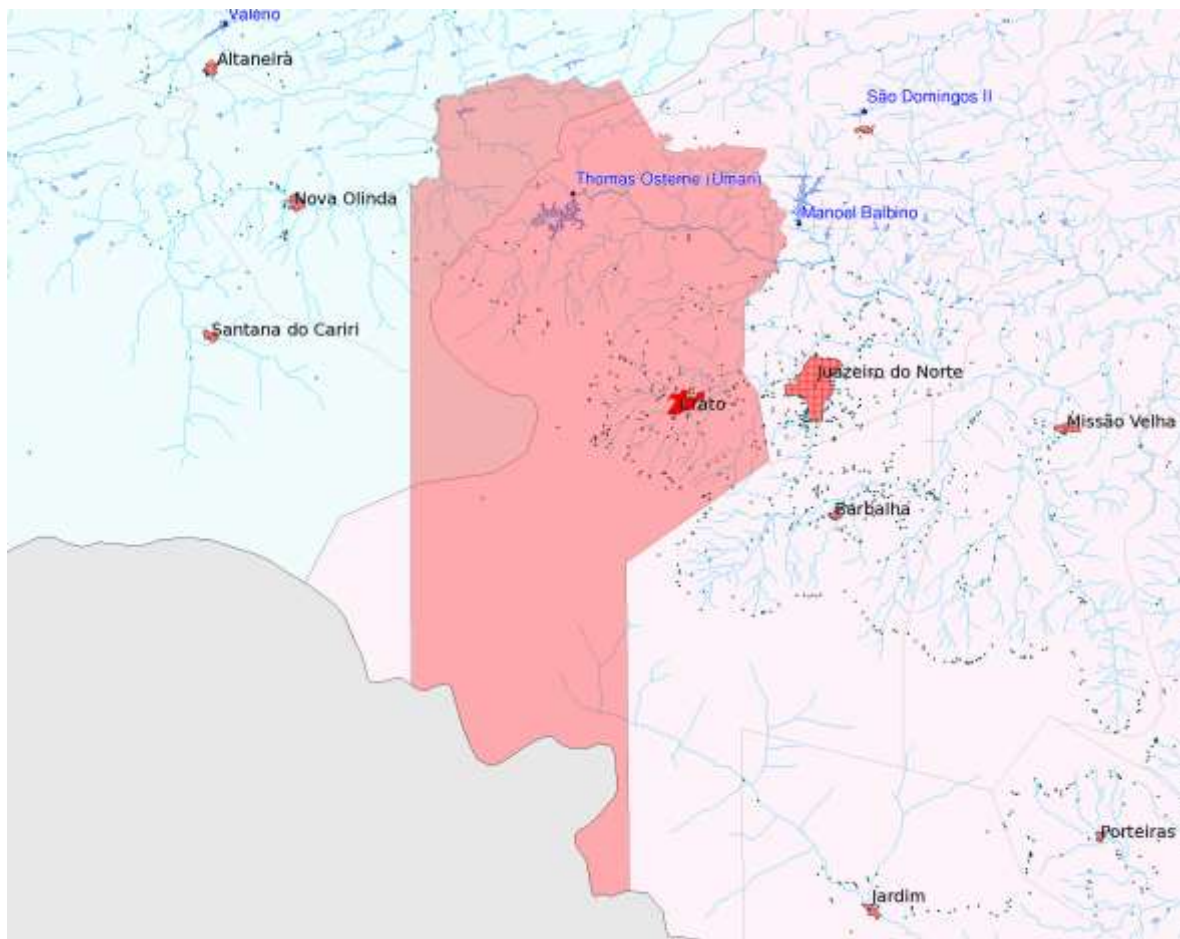 Valério
Altaneira
São Domingos II
Thomas Osterne (Umari)
Nova Olinda
Manoel Balbino
Santana do Cariri
Juazeiro do Norte
Crato
Missão Velha
Barbalha
Porteiras
Jardim